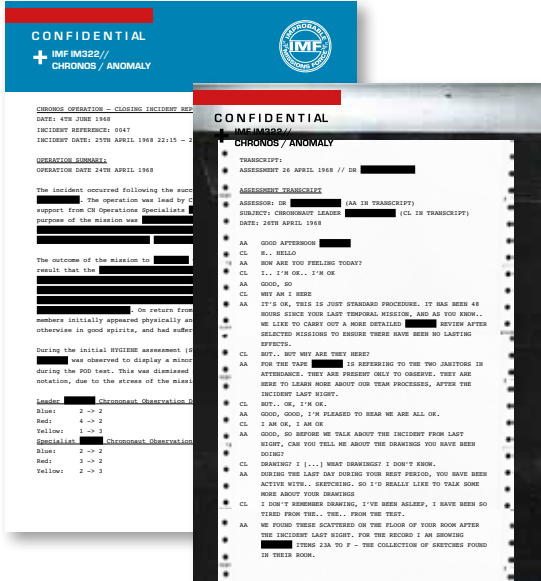 CONFIDENTIAL
IMF IM322//
CHRONOS / ANOMALY
IMPROBABLE
IMF
MISSIONS FORCE
CHRONOS OPERATION — CLOSING INCIDENT
DATE: 4TH JUNE 1968
INCIDENT REFERENCE: 0047
INCIDENT DATE: 25TH APRIL 1968 22:15 —
OPERATION SUMMARY:
OPERATION DATE 24TH APRIL 1968
The incident occurred following the
. The operation was lead by
support from CN Operations Specialists
purpose of the mission was
The outcome of the mission to
result that the
. On return from
members initially appeared physically
otherwise in good spirits, and had
During the initial HYGIENE assessment
was observed to display a minor
during the POD test. This was dismissed
notation, due to the stress of the
Leader Chrononaut Observation
Blue: 2 -> 2
Red: 4 -> 2
Yellow: 1 -> 3
Specialist Chrononaut Observation
Blue: 2 -> 2
Red: 3 -> 2
Yellow: 2 -> 3
CONFIDENTIAL
IMF IM322//
CHRONOS / ANOMALY
TRANSCRIPT:
ASSESSMENT 26 APRIL 1968 // DR
ASSESSMENT TRANSCRIPT
ASSESSOR: DR (AA IN TRANSCRIPT)
SUBJECT: CHRONONAUT LEADER (CL IN TRANSCRIPT)
DATE: 26TH APRIL 1968
AA GOOD AFTERNOON
CL H.. HELLO
AA HOW ARE YOU FEELING TODAY?
CL I.. I'M OK.. I'M OK
AA GOOD, SO
CL WHY AM I HERE
AA IT'S OK, THIS IS JUST STANDARD PROCEDURE. IT HAS BEEN 48
HOURS SINCE YOUR LAST TEMPORAL MISSION, AND AS YOU KNOW..
WE LIKE TO CARRY OUT A MORE DETAILED REVIEW AFTER
SELECTED MISSIONS TO ENSURE THERE HAVE BEEN NO LASTING
EFFECTS.
CL BUT.. BUT WHY ARE THEY HERE?
AA FOR THE TAPE IS REFERRING TO THE TWO JANITORS IN
ATTENDANCE. THEY ARE PRESENT ONLY TO OBSERVE. THEY ARE
HERE TO LEARN MORE ABOUT OUR TEAM PROCESSES, AFTER THE
INCIDENT LAST NIGHT.
CL BUT.. OK, I'M OK.
AA GOOD, GOOD, I'M PLEASED TO HEAR WE ARE ALL OK.
CL I AM OK, I AM OK
AA GOOD, SO BEFORE WE TALK ABOUT THE INCIDENT FROM LAST
NIGHT, CAN YOU TELL ME ABOUT THE DRAWINGS YOU HAVE BEEN
DOING?
CL DRAWING? I [...] WHAT DRAWINGS? I DON'T KNOW.
AA DURING THE LAST DAY DURING YOUR REST PERIOD, YOU HAVE BEEN
ACTIVE WITH.. SKETCHING. SO I'D REALLY LIKE TO TALK SOME
MORE ABOUT YOUR DRAWINGS
CL I DON'T REMEMBER DRAWING, I'VE BEEN ASLEEP, I HAVE BEEN SO
TIRED FROM THE.. THE.. FROM THE TEST.
AA WE FOUND THESE SCATTERED ON THE FLOOR OF YOUR ROOM AFTER
THE INCIDENT LAST NIGHT. FOR THE RECORD I AM SHOWING
ITEMS 23A TO F — THE COLLECTION OF SKETCHES FOUND
IN THEIR ROOM.